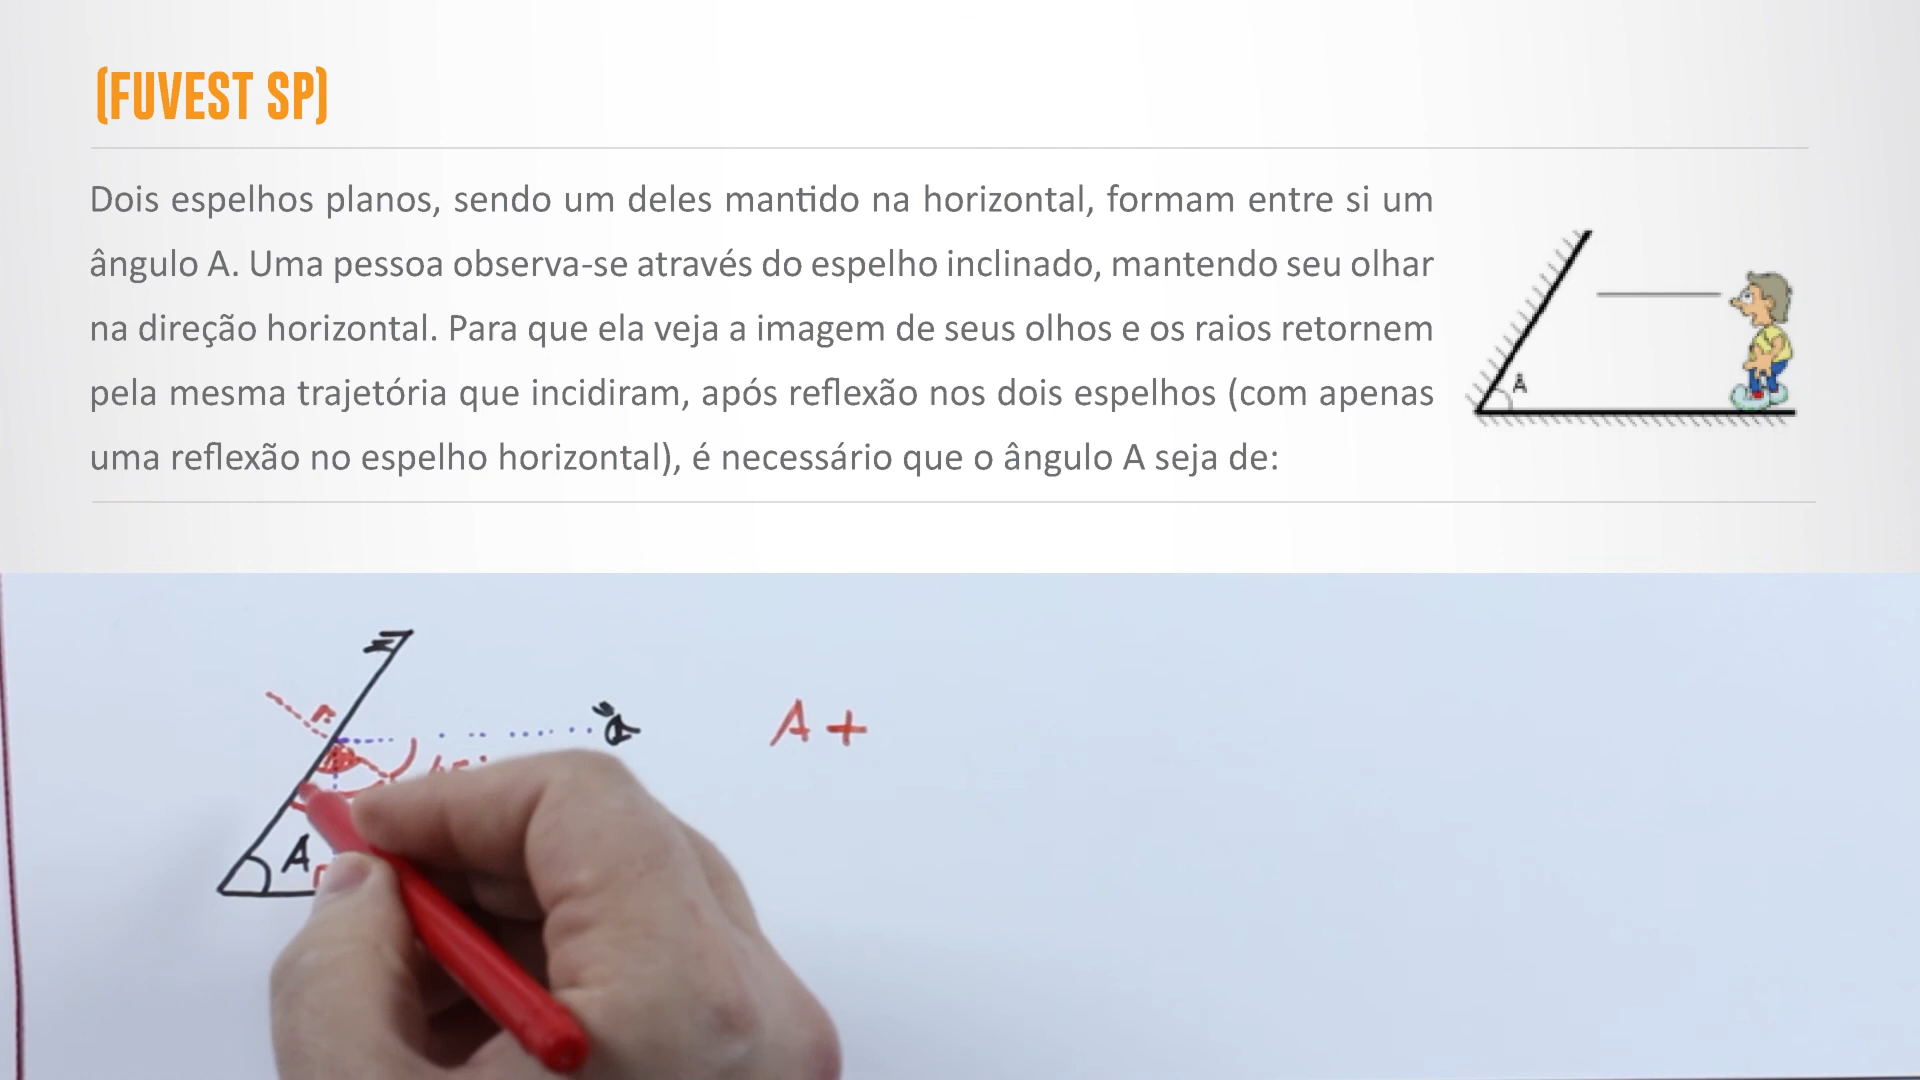 (FUVEST SP)
Dois espelhos planos, sendo um deles mantido na horizontal, formam entre si um
ângulo A. Uma pessoa observa-se através do espelho inclinado, mantendo seu olhar
na direção horizontal. Para que ela veja a imagem de seus olhos e os raios retornem
pela mesma trajetória que incidiram, após reflexão nos dois espelhos (com apenas
uma reflexão no espelho horizontal), é necessário que o ângulo A seja de:
A
A +
A